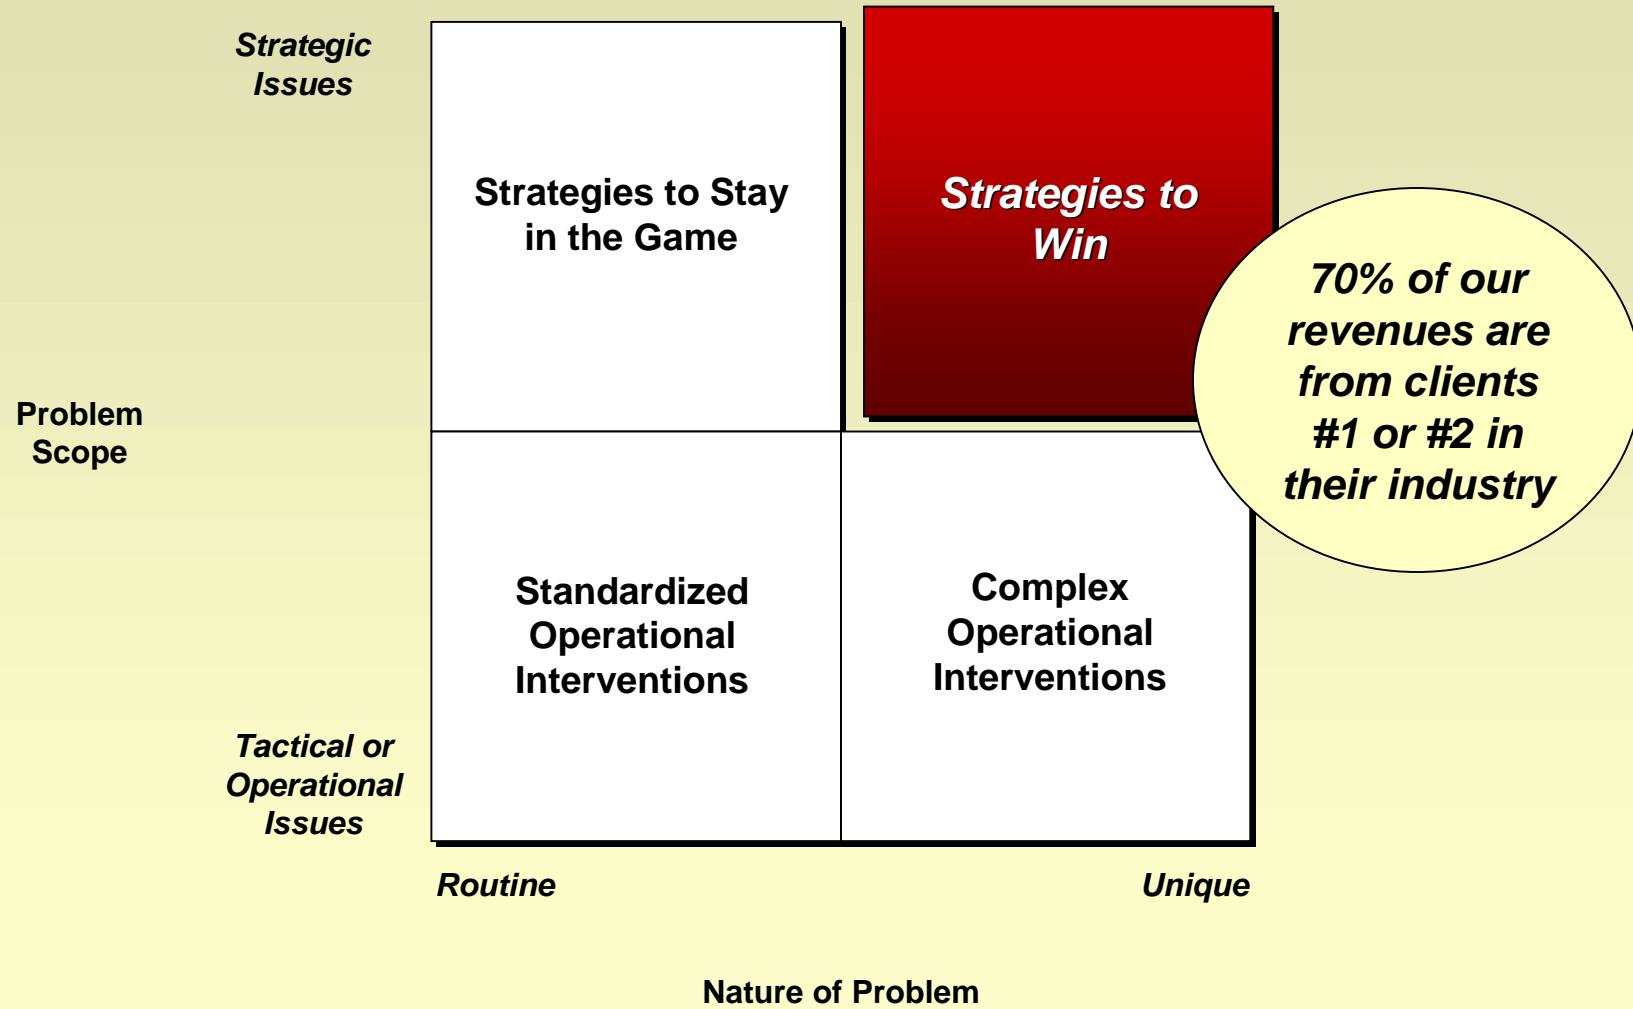 Strategic
Issues
Strategies to Stay
in the Game
Strategies to
Win
70% of our
revenues are
from clients
#1 or #2 in
their industry
Problem
Scope
Standardized
Operational
Interventions
Complex
Operational
Interventions
Tactical or
Operational
Issues
Routine
Unique
Nature of Problem